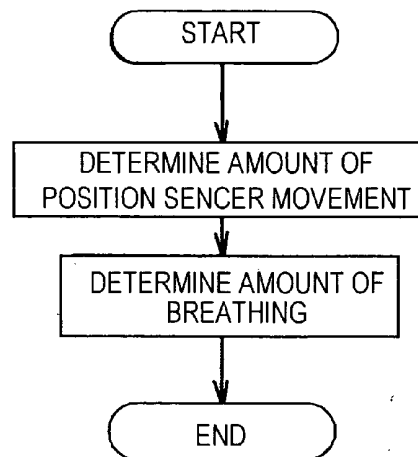 START
DETERMINE AMOUNT OF
POSITION SENCER MOVEMENT
DETERMINE AMOUNT OF
BREATHING
END